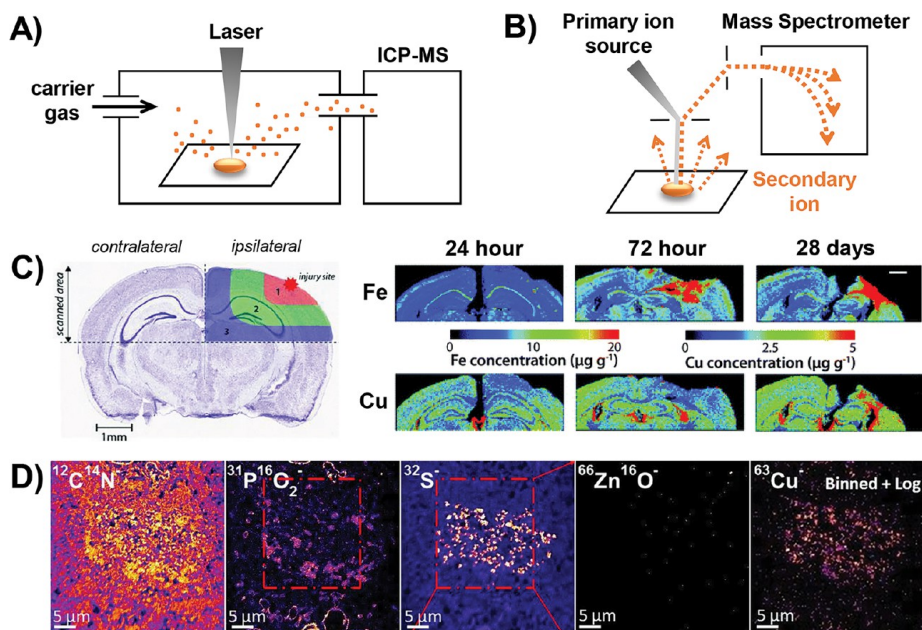 A)
Laser
ICP-MS
carrier
gas
B)
Primary ion
source
Mass Spectrometer
Secondary
ion
C)
contralateral
ipsilateral
scanned area
injury site
1
2
3
1mm
24 hour
72 hour
28 days
Fe
0 10 20
Fe concentration (µg g⁻¹)
0 2.5 5
Cu concentration (µg g⁻¹)
Cu
D)
¹²C¹⁴N⁻
5 µm
³¹P¹⁶O₂⁻
5 µm
³²S⁻
5 µm
⁶⁶Zn¹⁶O⁻
5 µm
⁶³Cu⁻
Binned + Log
5 µm